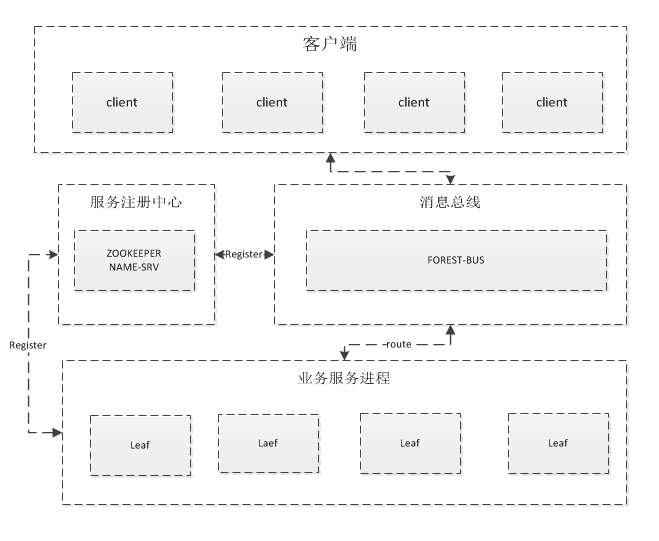 客户端
client
client
client
client
服务注册中心
消息总线
ZOOKEEPER
NAME-SRV
Register
FOREST-BUS
Register
route
业务服务进程
Leaf
Laef
Leaf
Leaf